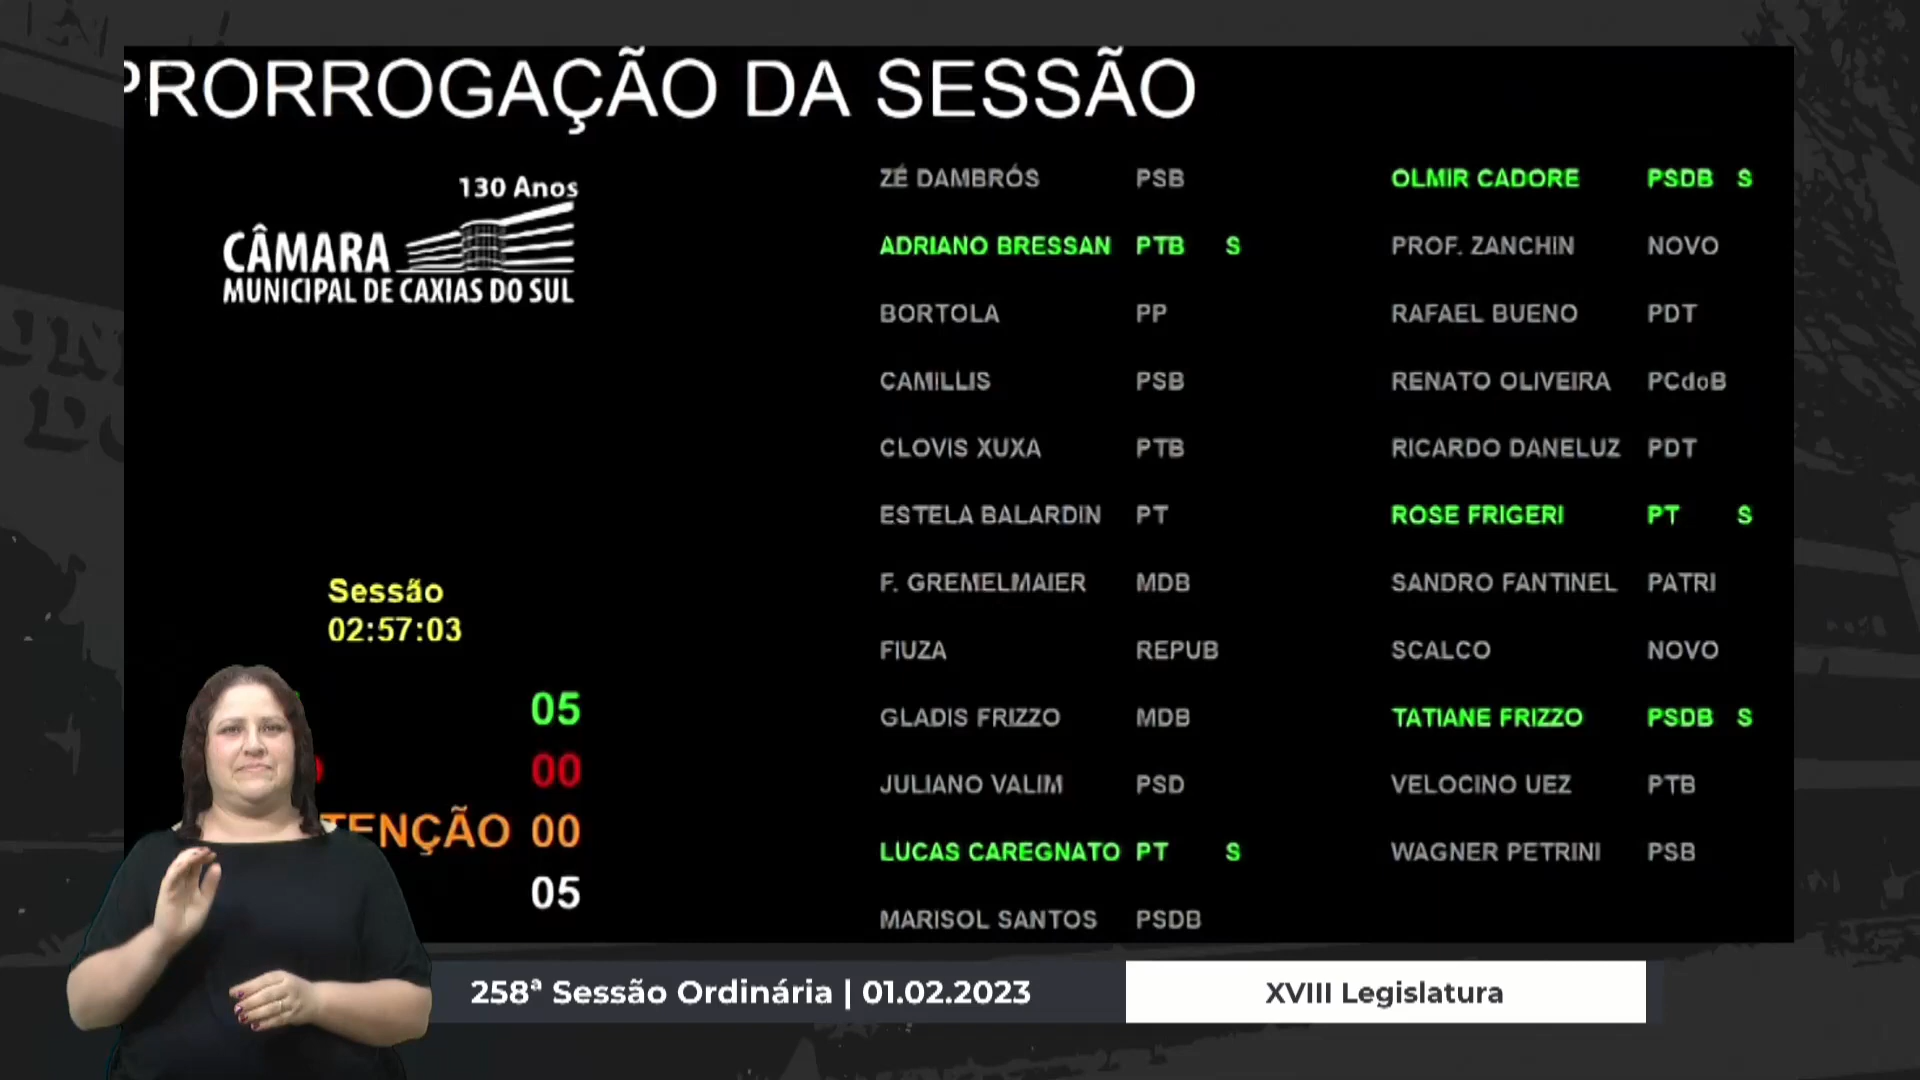 PRORROGAÇÃO DA SESSÃO
130 Anos
CÂMARA
MUNICIPAL DE CAXIAS DO SUL
Sessão
02:57:03
05
00
TENÇÃO 00
05
ZÉ DAMBRÓS PSB
ADRIANO BRESSAN PTB S
BORTOLA PP
CAMILLIS PSB
CLOVIS XUXA PTB
ESTELA BALARDIN PT
F. GREMELMAIER MDB
FIUZA REPUB
GLADIS FRIZZO MDB
JULIANO VALIM PSD
LUCAS CAREGNATO PT S
MARISOL SANTOS PSDB
OLMIR CADORE PSDB S
PROF. ZANCHIN NOVO
RAFAEL BUENO PDT
RENATO OLIVEIRA PCdoB
RICARDO DANELUZ PDT
ROSE FRIGERI PT S
SANDRO FANTINEL PATRI
SCALCO NOVO
TATIANE FRIZZO PSDB S
VELOCINO UEZ PTB
WAGNER PETRINI PSB
258ª Sessão Ordinária | 01.02.2023
XVIII Legislatura